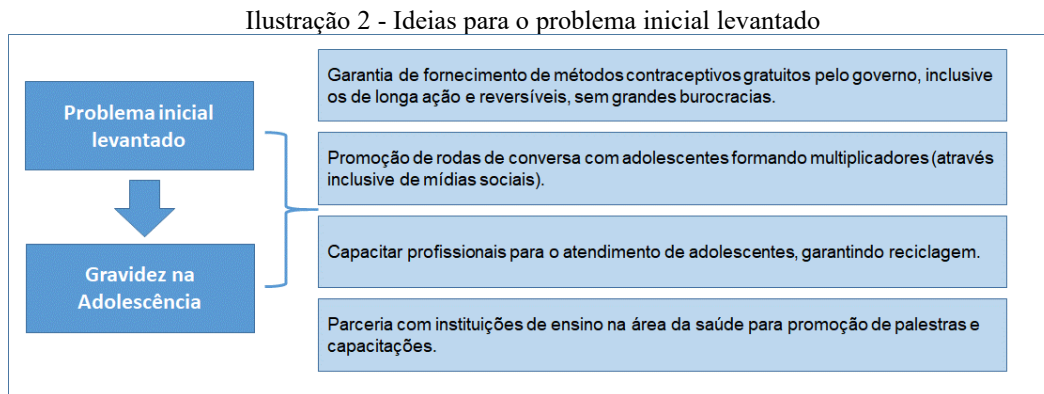 Ilustração 2 - Ideias para o problema inicial levantado
Problema inicial
levantado
Gravidez na
Adolescência
Garantia de fornecimento de métodos contraceptivos gratuitos pelo governo, inclusive
os de longa ação e reversíveis, sem grandes burocracias.
Promoção de rodas de conversa com adolescentes formando multiplicadores (através
inclusive de mídias sociais).
Capacitar profissionais para o atendimento de adolescentes, garantindo reciclagem.
Parceria com instituições de ensino na área da saúde para promoção de palestras e
capacitações.